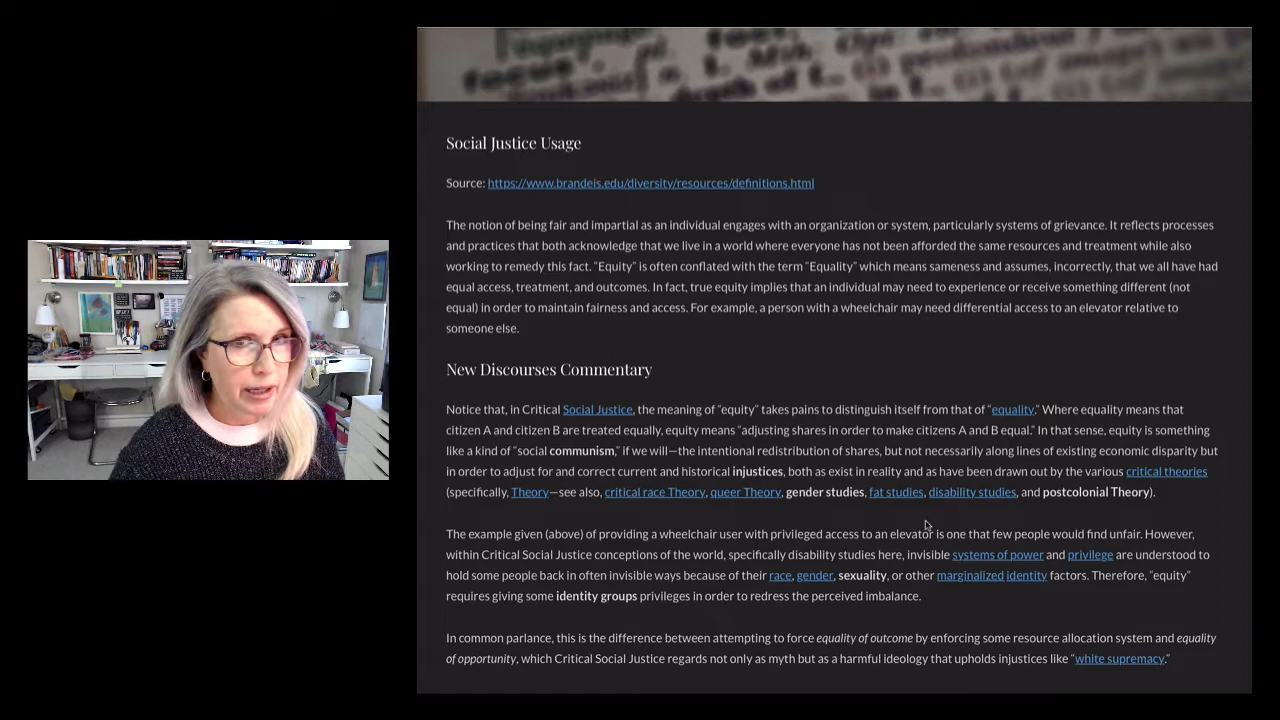 Social Justice Usage
Source: https://www.brandeis.edu/diversity/resources/definitions.html
The notion of being fair and impartial as an individual engages with an organization or system, particularly systems of grievance. It reflects processes
and practices that both acknowledge that we live in a world where everyone has not been afforded the same resources and treatment while also
working to remedy this fact. “Equity” is often conflated with the term “Equality” which means sameness and assumes, incorrectly, that we all have had
equal access, treatment, and outcomes. In fact, true equity implies that an individual may need to experience or receive something different (not
equal) in order to maintain fairness and access. For example, a person with a wheelchair may need differential access to an elevator relative to
someone else.
New Discourses Commentary
Notice that, in Critical Social Justice, the meaning of “equity” takes pains to distinguish itself from that of “equality.” Where equality means that
citizen A and citizen B are treated equally, equity means “adjusting shares in order to make citizens A and B equal.” In that sense, equity is something
like a kind of “social communism,” if we will—the intentional redistribution of shares, but not necessarily along lines of existing economic disparity but
in order to adjust for and correct current and historical injustices, both as exist in reality and as have been drawn out by the various critical theories
(specifically, Theory—see also, critical race Theory, queer Theory, gender studies, fat studies, disability studies, and postcolonial Theory).
The example given (above) of providing a wheelchair user with privileged access to an elevator is one that few people would find unfair. However,
within Critical Social Justice conceptions of the world, specifically disability studies here, invisible systems of power and privilege are understood to
hold some people back in often invisible ways because of their race, gender, sexuality, or other marginalized identity factors. Therefore, “equity”
requires giving some identity groups privileges in order to redress the perceived imbalance.
In common parlance, this is the difference between attempting to force equality of outcome by enforcing some resource allocation system and equality
of opportunity, which Critical Social Justice regards not only as myth but as a harmful ideology that upholds injustices like “white supremacy.”